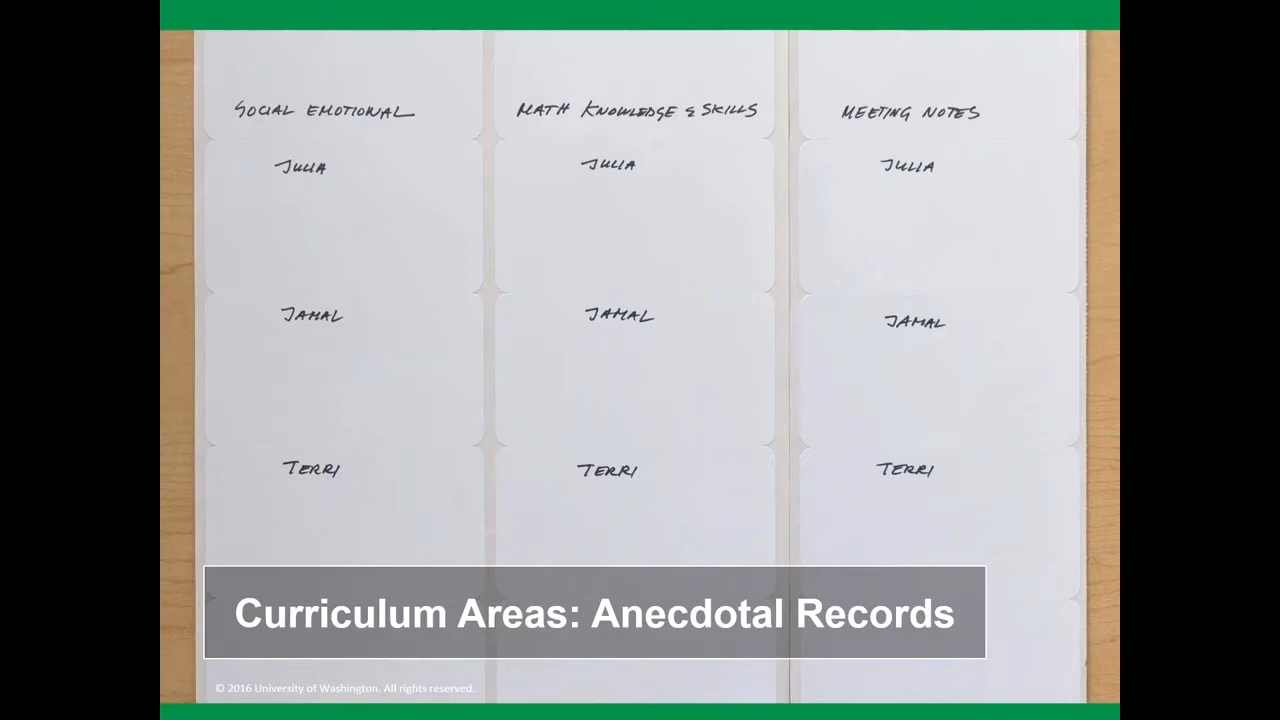 SOCIAL EMOTIONAL
MATH KNOWLEDGE & SKILLS
MEETING NOTES
JULIA
JULIA
JULIA
JAMAL
JAMAL
JAMAL
TERRI
TERRI
TERRI
Curriculum Areas: Anecdotal Records
© 2016 University of Washington. All rights reserved.